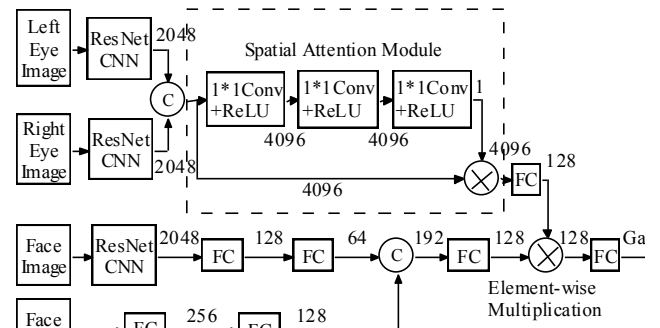 Left
Eye
Image
ResNet
CNN
2048
Spatial Attention Module
C
1*1Conv
+ReLU
1*1Conv
+ReLU
1*1Conv
+ReLU
1
4096
4096
Right
Eye
Image
ResNet
CNN
2048
4096
4096
FC
128
Face
Image
ResNet
CNN
2048
FC
128
FC
64
C
192
FC
128
128
FC
Ga
Element-wise
Multiplication
Face
FC
256
FC
128